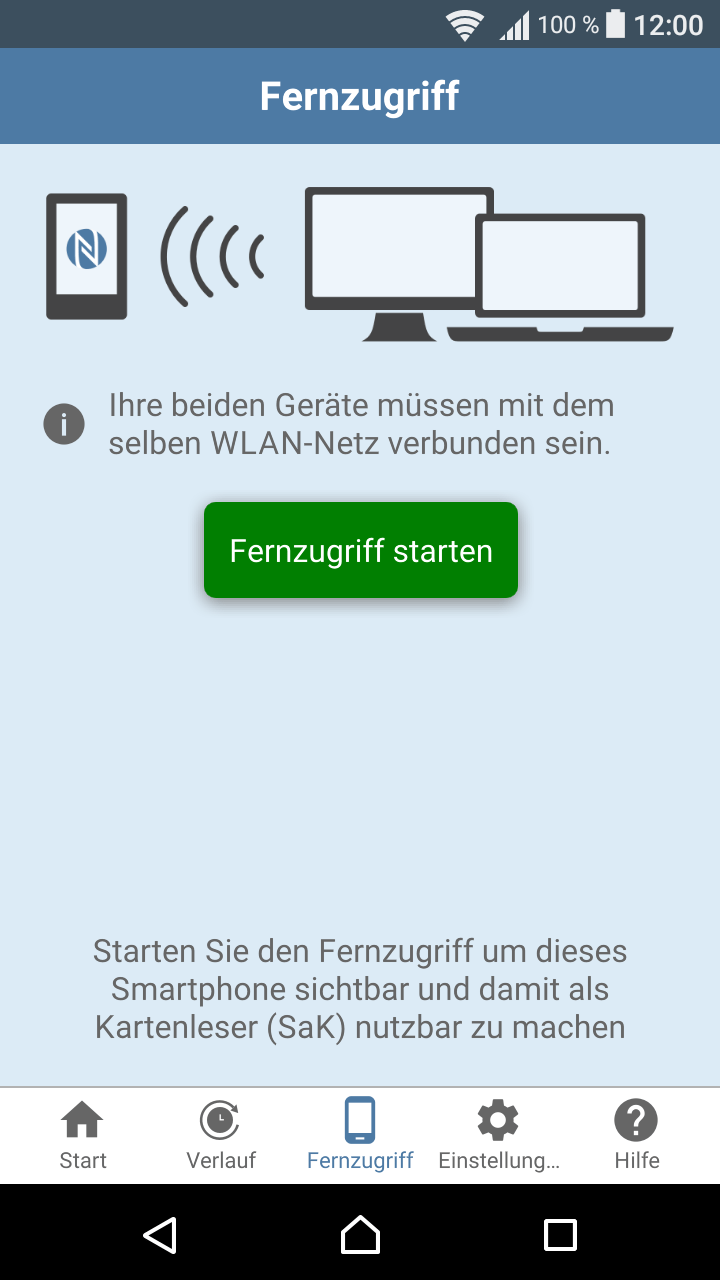 100 % 12:00
Fernzugriff
Ihre beiden Geräte müssen mit dem
selben WLAN-Netz verbunden sein.
Fernzugriff starten
Starten Sie den Fernzugriff um dieses
Smartphone sichtbar und damit als
Kartenleser (SaK) nutzbar zu machen
Start Verlauf Fernzugriff Einstellung... Hilfe